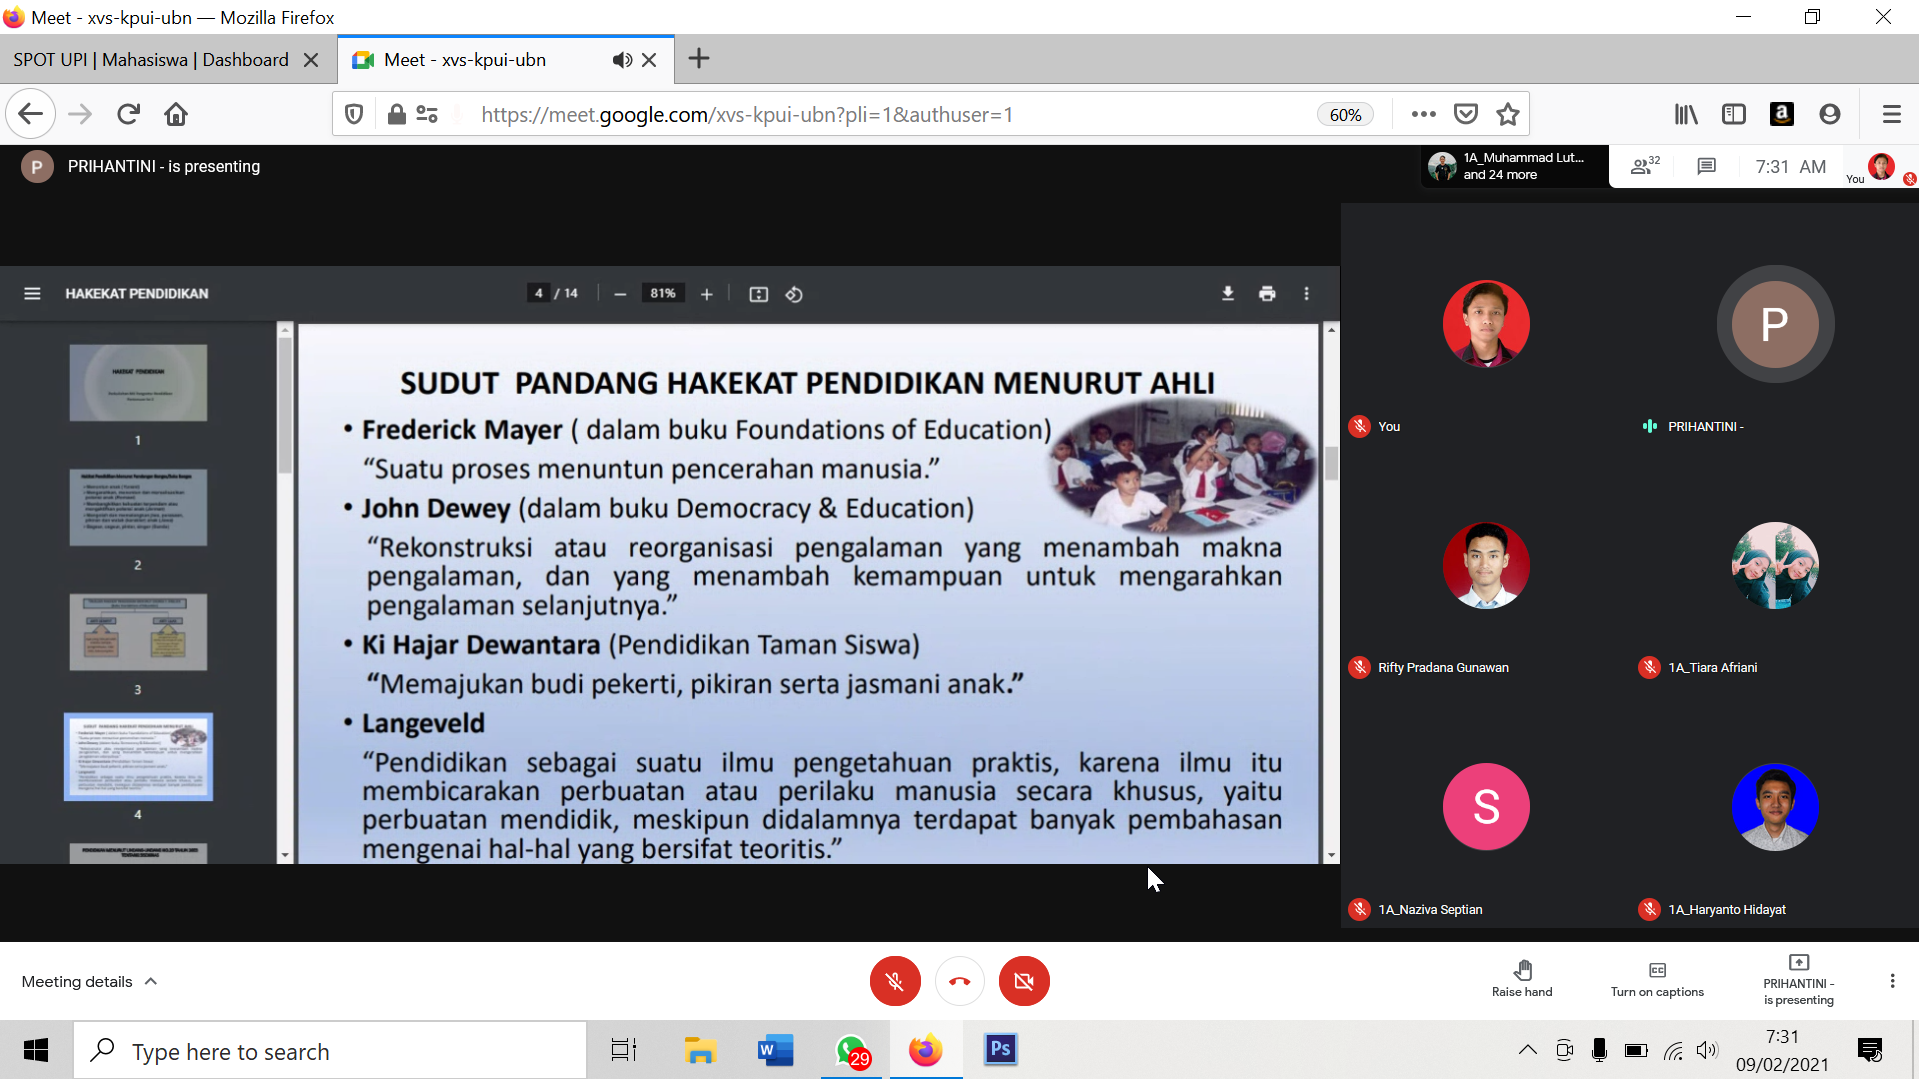 Meet - xvs-kpui-ubn — Mozilla Firefox
SPOT UPI | Mahasiswa | Dashboard
Meet - xvs-kpui-ubn
https://meet.google.com/xvs-kpui-ubn?pli=1&authuser=1
60%
P
PRIHANTINI - is presenting
1A_Muhammad Lut...
and 24 more
32
7:31 AM
You
HAKEKAT PENDIDIKAN
4 / 14
81%
HAKEKAT PENDIDIKAN
1
2
3
4
SUDUT PANDANG HAKEKAT PENDIDIKAN MENURUT AHLI
• Frederick Mayer ( dalam buku Foundations of Education)
“Suatu proses menuntun pencerahan manusia.”
• John Dewey (dalam buku Democracy & Education)
“Rekonstruksi atau reorganisasi pengalaman yang menambah makna
pengalaman, dan yang menambah kemampuan untuk mengarahkan
pengalaman selanjutnya.”
• Ki Hajar Dewantara (Pendidikan Taman Siswa)
“Memajukan budi pekerti, pikiran serta jasmani anak.”
• Langeveld
“Pendidikan sebagai suatu ilmu pengetahuan praktis, karena ilmu itu
membicarakan perbuatan atau perilaku manusia secara khusus, yaitu
perbuatan mendidik, meskipun didalamnya terdapat banyak pembahasan
mengenai hal-hal yang bersifat teoritis.”
P
You
PRIHANTINI -
Rifty Pradana Gunawan
1A_Tiara Afriani
S
1A_Naziva Septian
1A_Haryanto Hidayat
Meeting details
Raise hand
Turn on captions
PRIHANTINI -
is presenting
Type here to search
29
Ps
7:31
09/02/2021